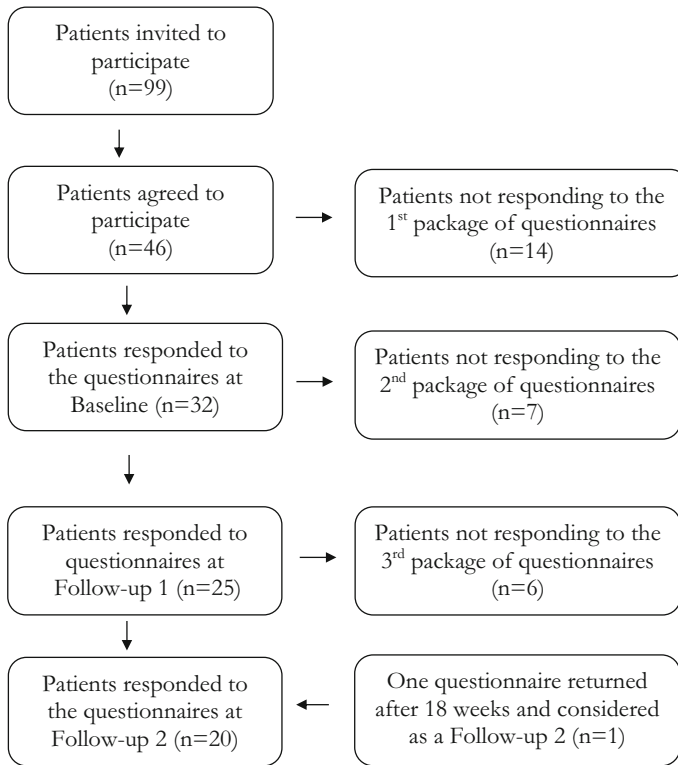 Patients invited to
participate
(n=99)
Patients agreed to
participate
(n=46)
Patients not responding to the
1st package of questionnaires
(n=14)
Patients responded to
the questionnaires at
Baseline (n=32)
Patients not responding to the
2nd package of questionnaires
(n=7)
Patients responded to
questionnaires at
Follow-up 1 (n=25)
Patients not responding to the
3rd package of questionnaires
(n=6)
Patients responded to
the questionnaires at
Follow-up 2 (n=20)
One questionnaire returned
after 18 weeks and considered
as a Follow-up 2 (n=1)